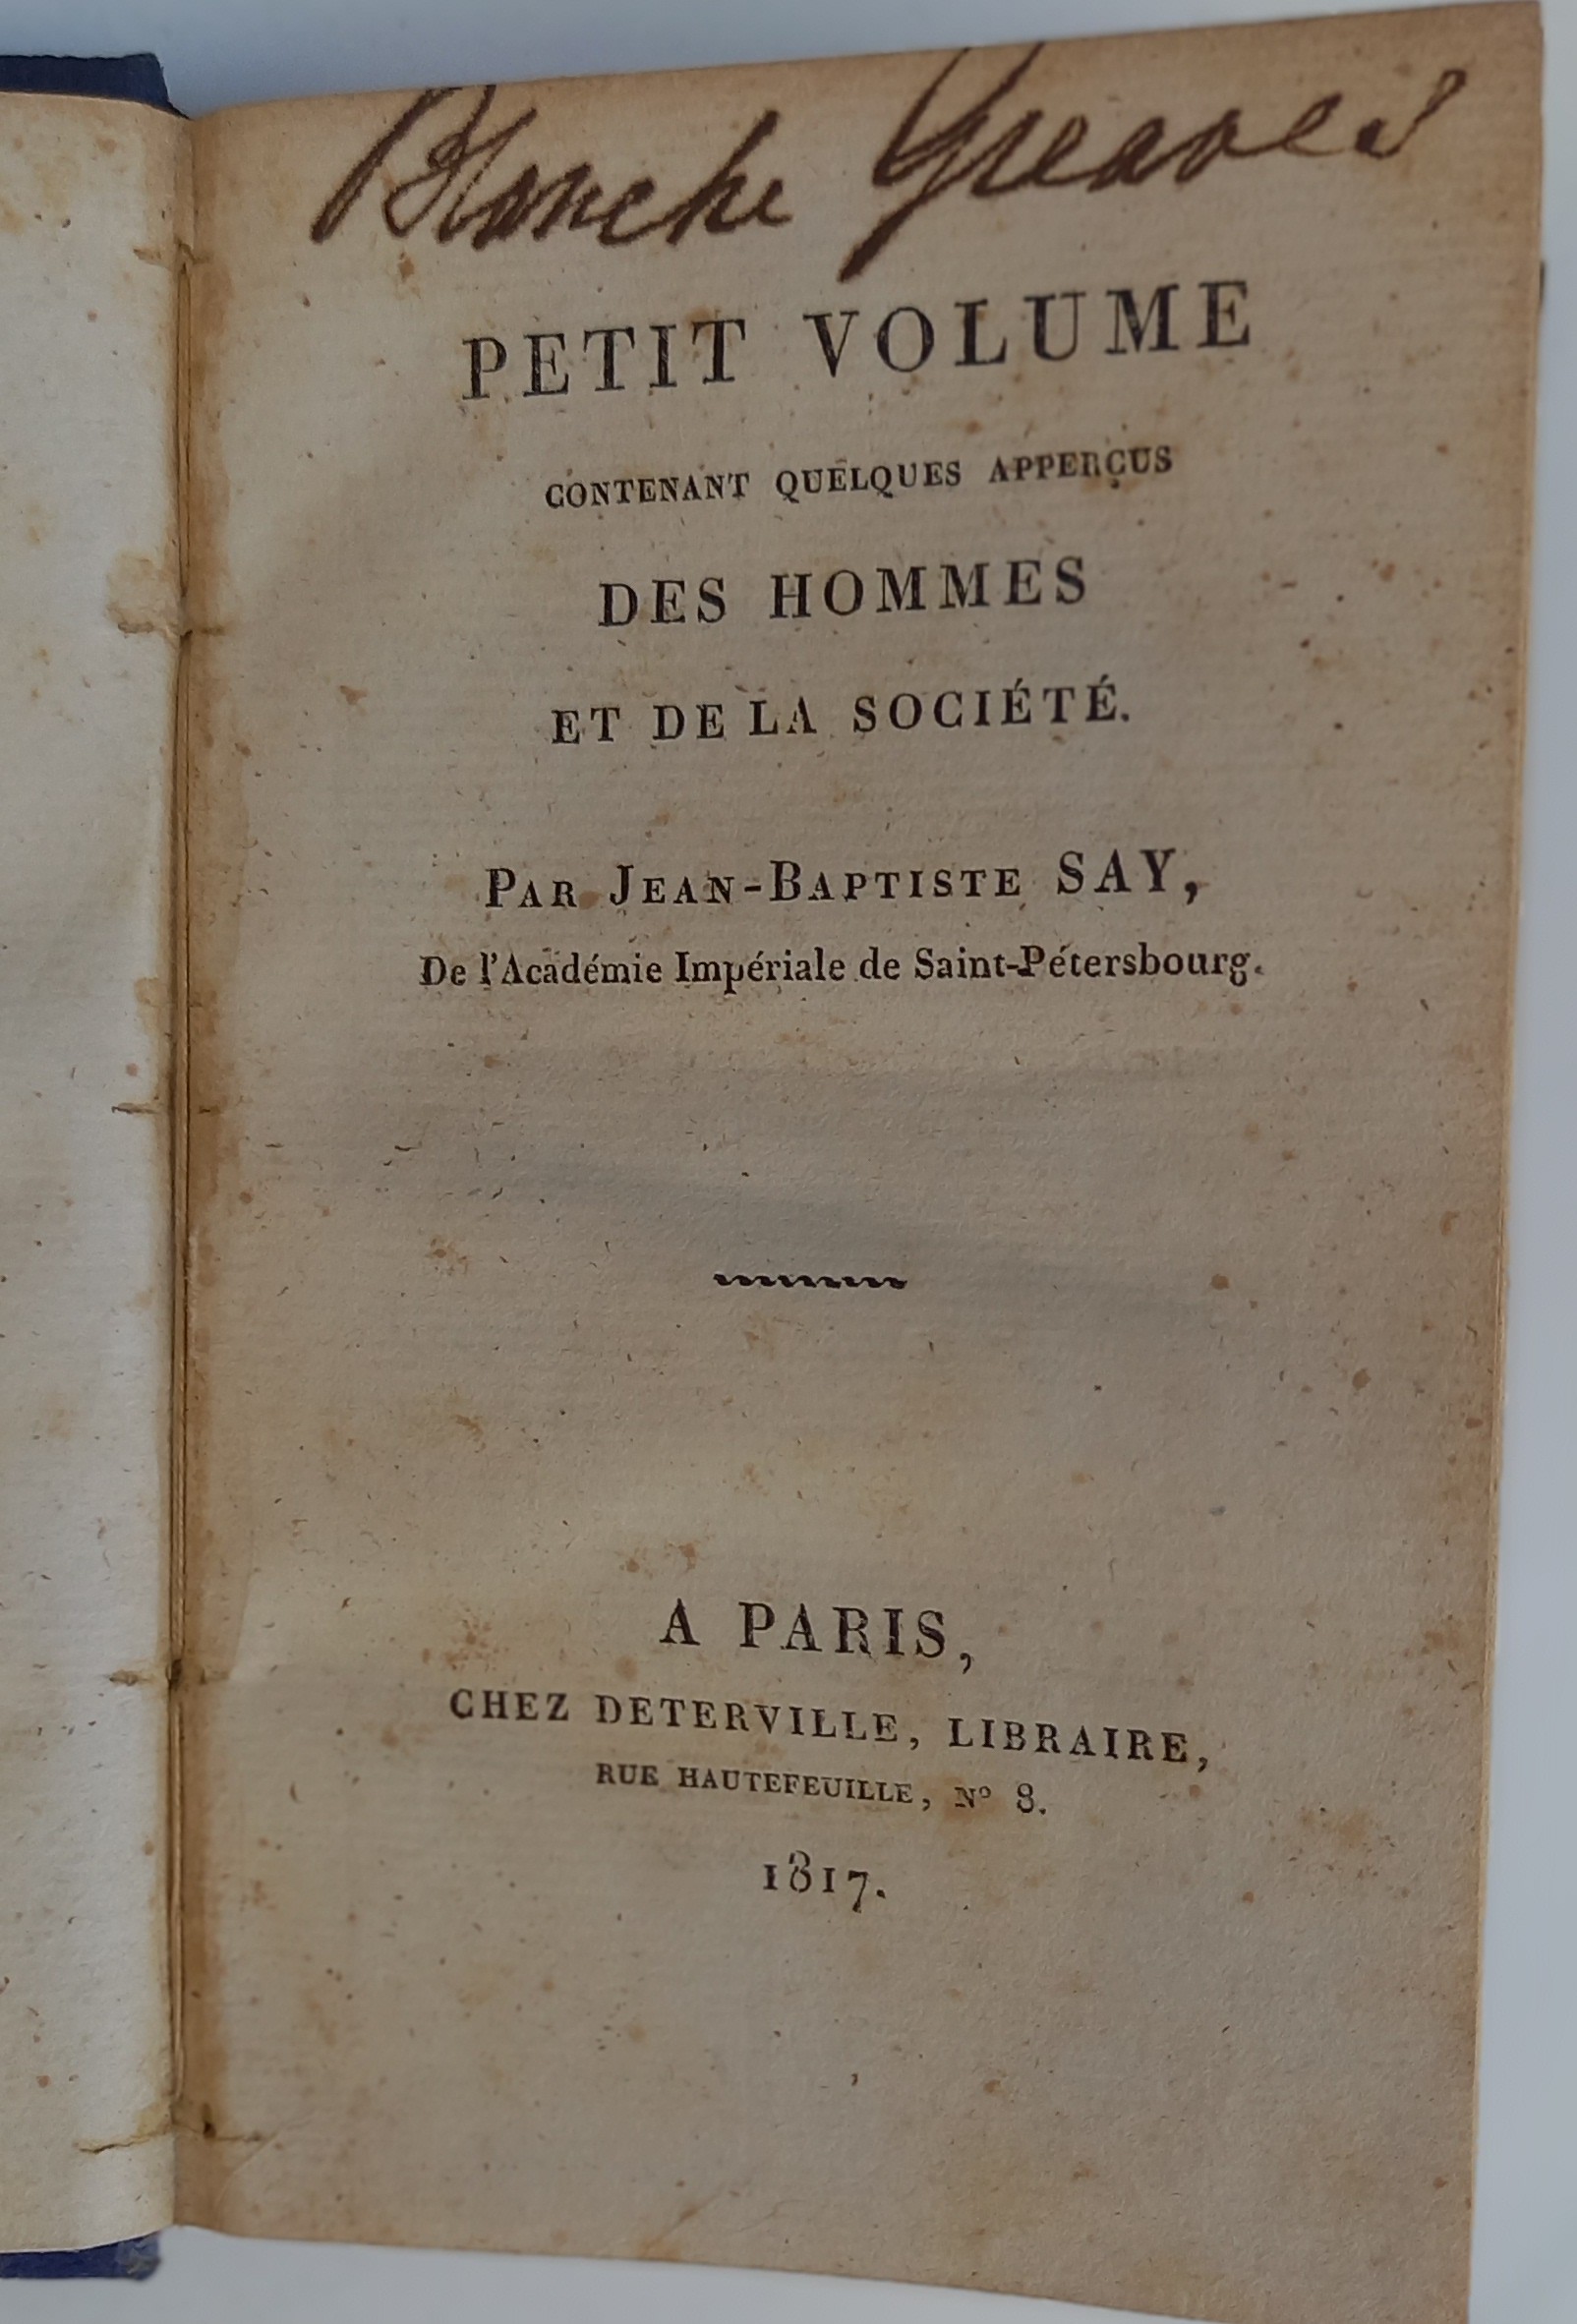 Blanche Greaves
PETIT VOLUME
CONTENANT QUELQUES APPERÇUS
DES HOMMES
ET DE LA SOCIÉTÉ.
PAR JEAN-BAPTISTE SAY,
De l'Académie Impériale de Saint-Pétersbourg.
A PARIS,
CHEZ DETERVILLE, LIBRAIRE,
RUE HAUTEFEUILLE, N° 8.
1817.